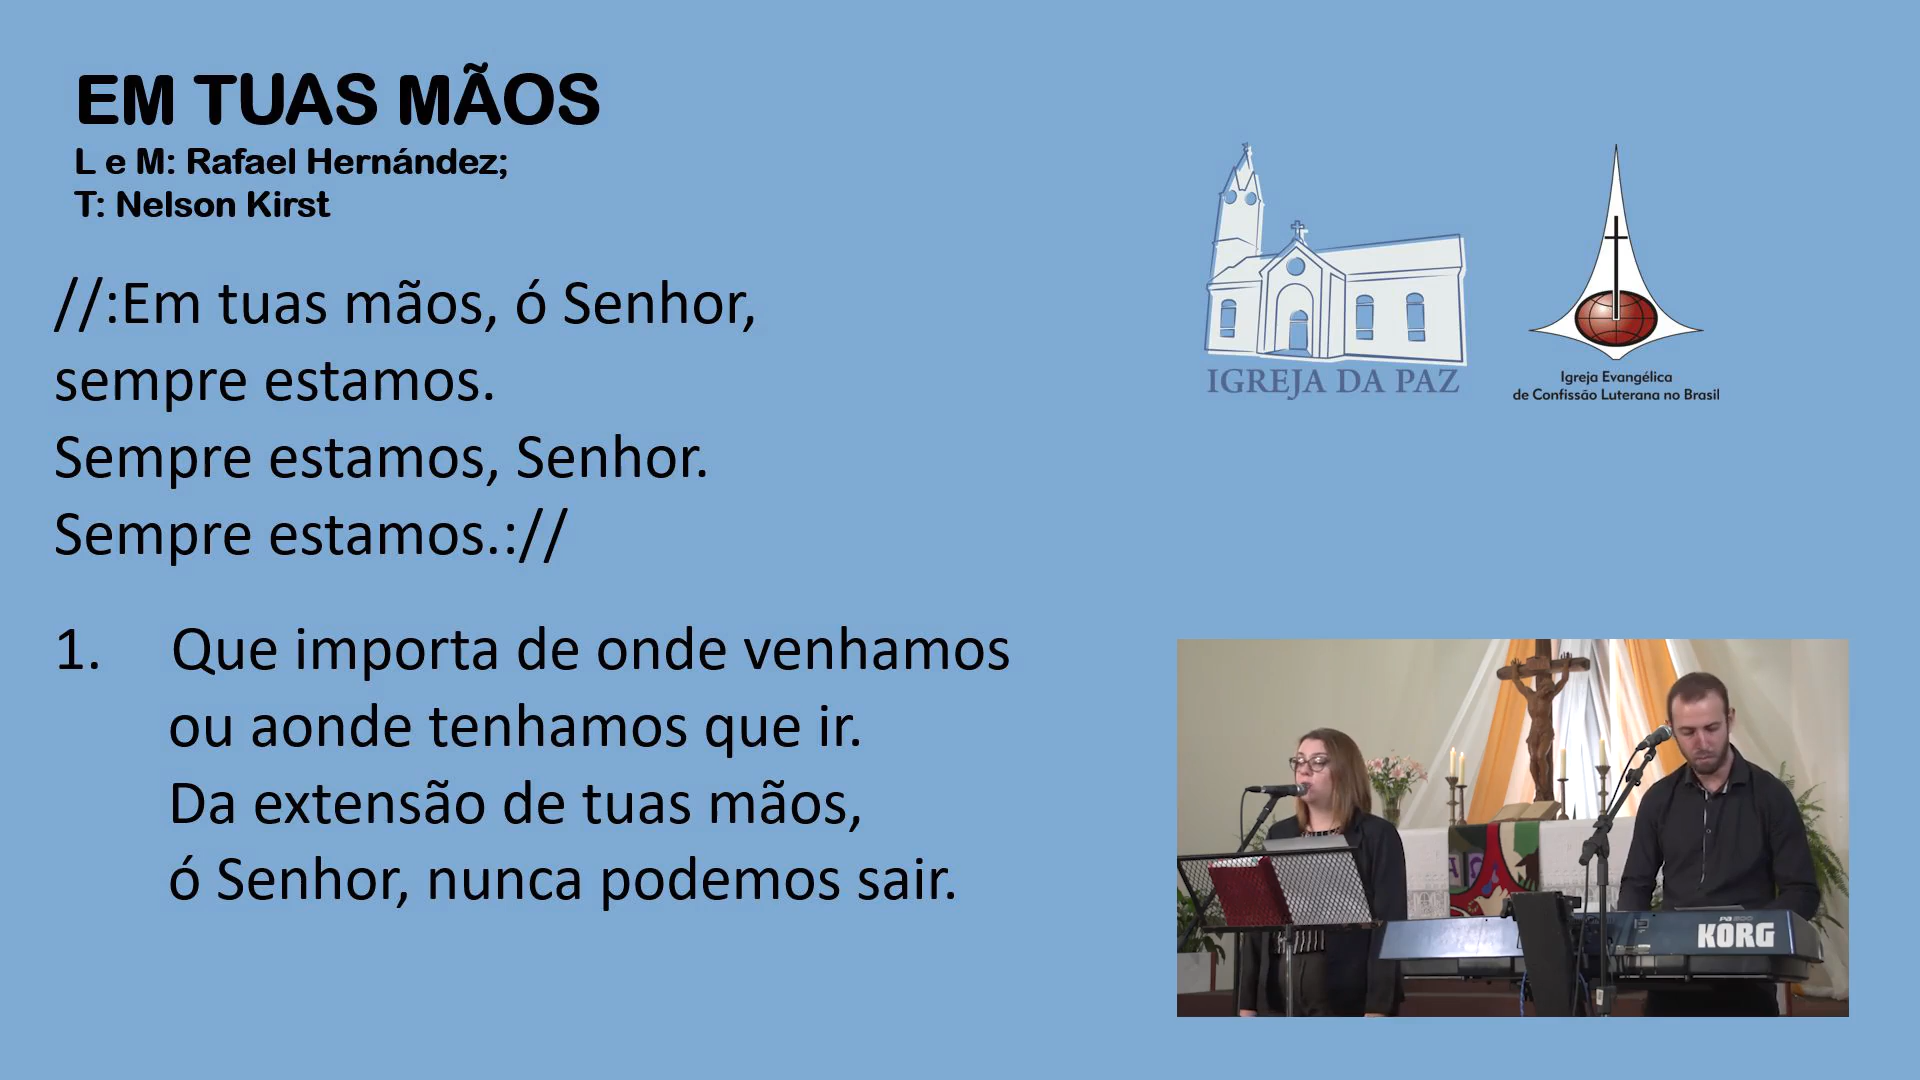 EM TUAS MÃOS
L e M: Rafael Hernández;
T: Nelson Kirst
//:Em tuas mãos, ó Senhor,
sempre estamos.
Sempre estamos, Senhor.
Sempre estamos.://
1. Que importa de onde venhamos
ou aonde tenhamos que ir.
Da extensão de tuas mãos,
ó Senhor, nunca podemos sair.
IGREJA DA PAZ
Igreja Evangélica
de Confissão Luterana no Brasil
KORG